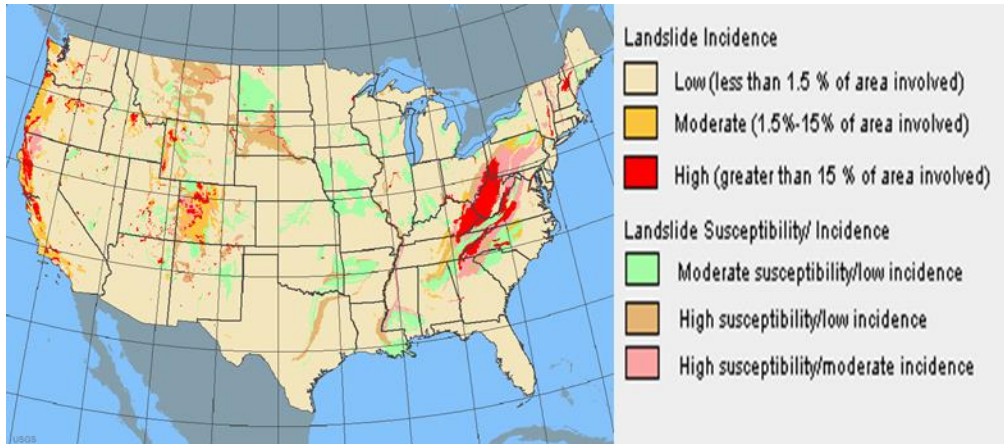 Landslide Incidence
Low (less than 1.5 % of area involved)
Moderate (1.5%-15% of area involved)
High (greater than 15 % of area involved)
Landslide Susceptibility/ Incidence
Moderate susceptibility/low incidence
High susceptibility/low incidence
High susceptibility/moderate incidence
USGS